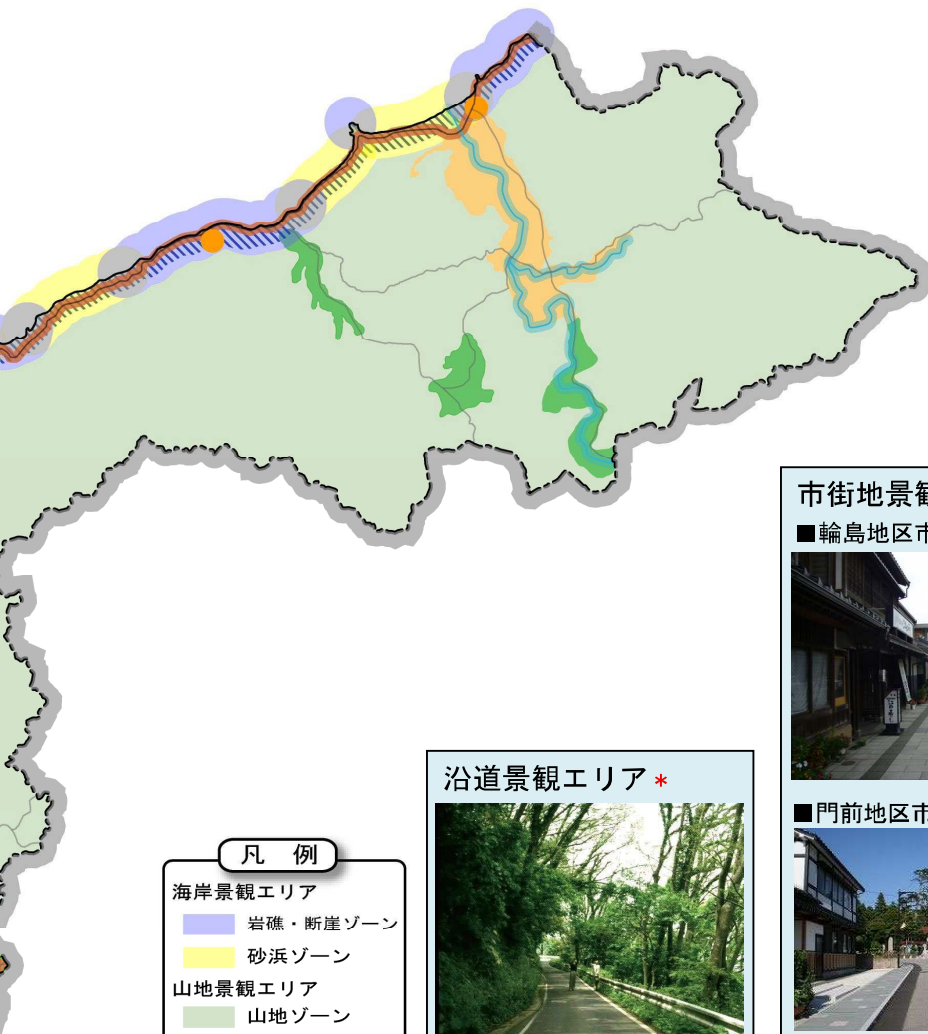 市街地景観
■輪島地区市
沿道景観エリア*
■門前地区市
凡 例
海岸景観エリア
岩礁・断崖ゾーン
砂浜ゾーン
山地景観エリア
山地ゾーン